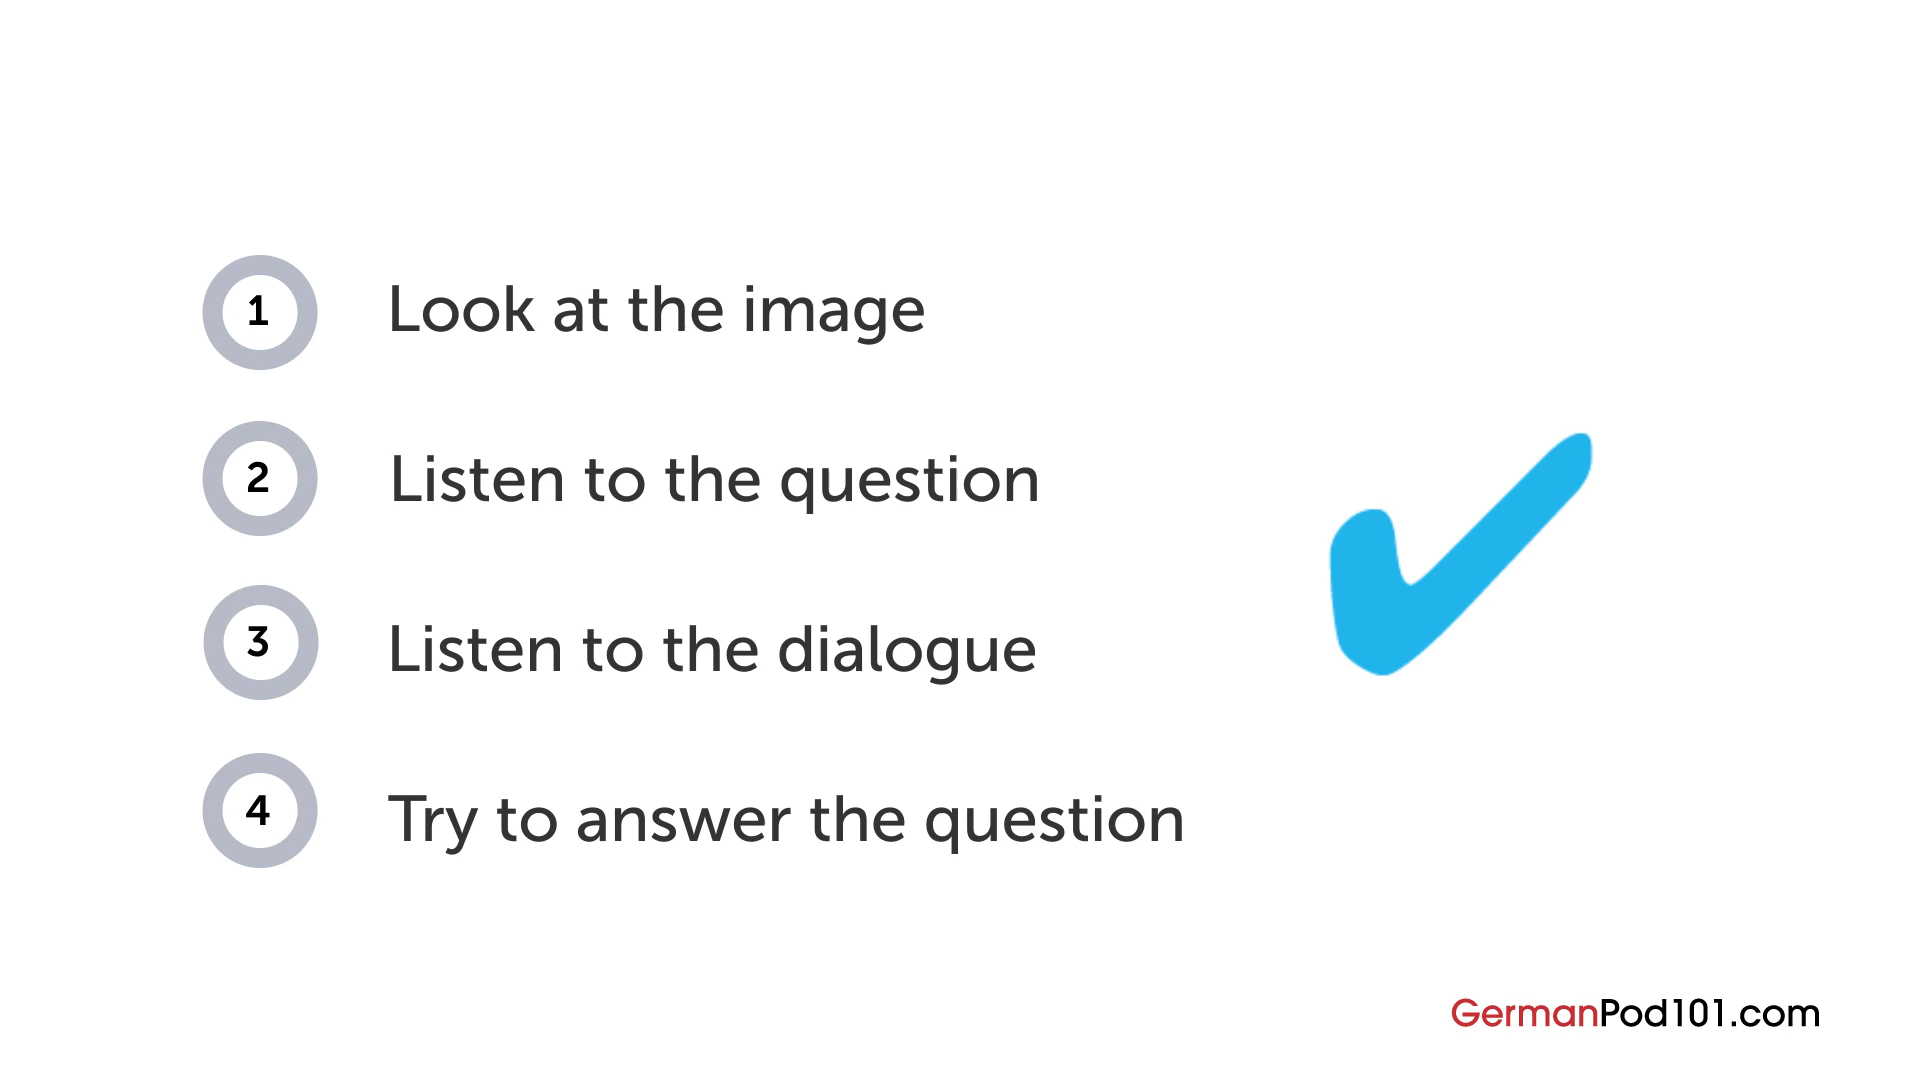 1 Look at the image
2 Listen to the question
3 Listen to the dialogue
4 Try to answer the question
GermanPod101.com